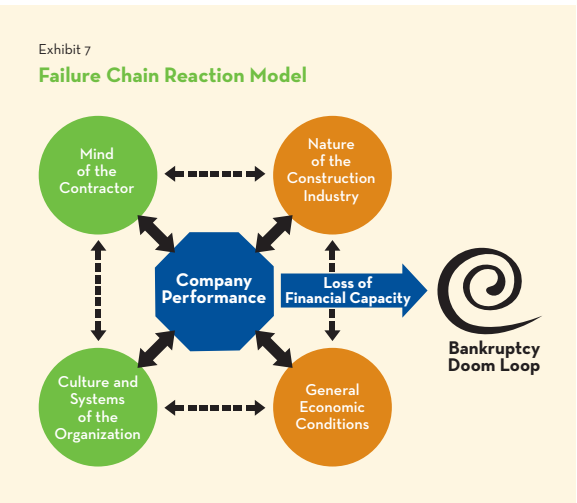 Exhibit 7
Failure Chain Reaction Model
Mind
of the
Contractor
Nature
of the
Construction
Industry
Company
Performance
Loss of
Financial Capacity
Bankruptcy
Doom Loop
Culture and
Systems
of the
Organization
General
Economic
Conditions